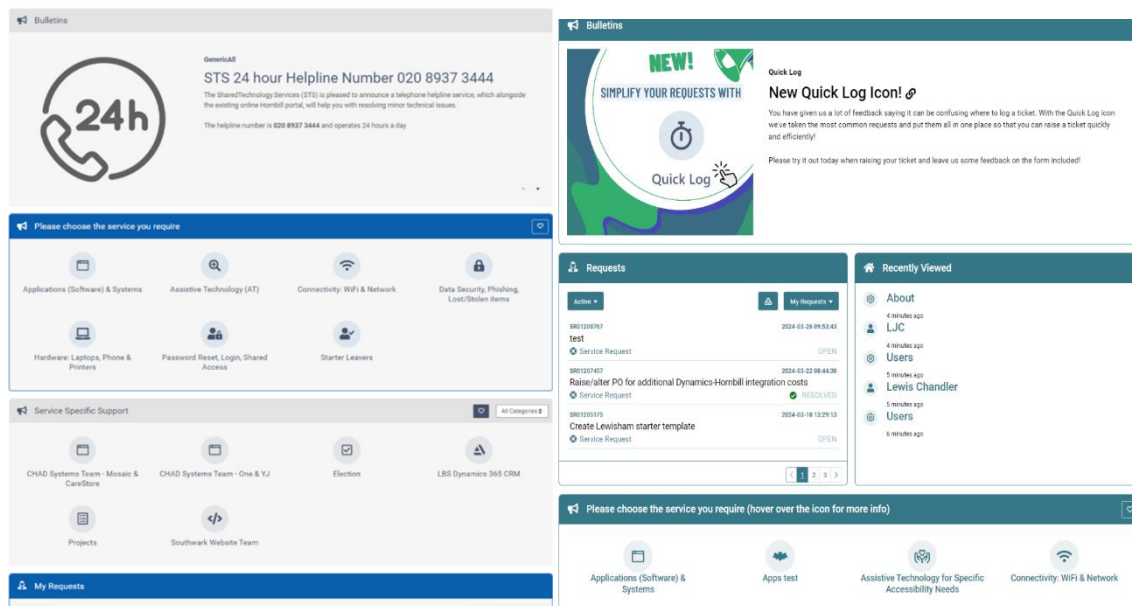 Bulletins
GenericAll
STS 24 hour Helpline Number 020 8937 3444
The SharedTechnology.Services (STS) is pleased to announce a telephone helpline service, which alongside
the existing online Hornbill portal, will help you with resolving minor technical issues.
The helpline number is 020 8937 3444 and operates 24 hours a day
24h
Please choose the service you require
Applications (Software) & Systems
Assistive Technology (AT)
Connectivity: WiFi & Network
Data Security, Phishing,
Lost/Stolen Items
Hardware: Laptops, Phone &
Printers
Password Reset, Login, Shared
Access
Starter Leavers
Service Specific Support
All Categories
CHAD Systems Team - Mosaic &
CareStore
CHAD Systems Team - One & YJ
Election
LBS Dynamics 365 CRM
Projects
Southwark Website Team
My Requests
Bulletins
NEW!
SIMPLIFY YOUR REQUESTS WITH
Quick Log
Quick Log
New Quick Log Icon!
You have given us a lot of feedback saying it can be confusing where to log a ticket. With the Quick Log icon
we've taken the most common requests and put them all in one place so that you can raise a ticket quickly
and efficiently!
Please try it out today when raising your ticket and leave us some feedback on the form included!
Requests
Active
My Requests
SR01208767 2024-03-26 09:53:43
test
Service Request OPEN
SR01207457 2024-03-22 08:44:38
Raise/alter PO for additional Dynamics-Hornbill integration costs
Service Request RESOLVED
SR01205175 2024-03-18 13:29:13
Create Lewisham starter template
Service Request OPEN
< 1 2 3 >
Recently Viewed
About
4 minutes ago
LJC
4 minutes ago
Users
5 minutes ago
Lewis Chandler
5 minutes ago
Users
6 minutes ago
Please choose the service you require (hover over the icon for more info)
Applications (Software) &
Systems
Apps test
Assistive Technology for Specific
Accessibility Needs
Connectivity: WiFi & Network